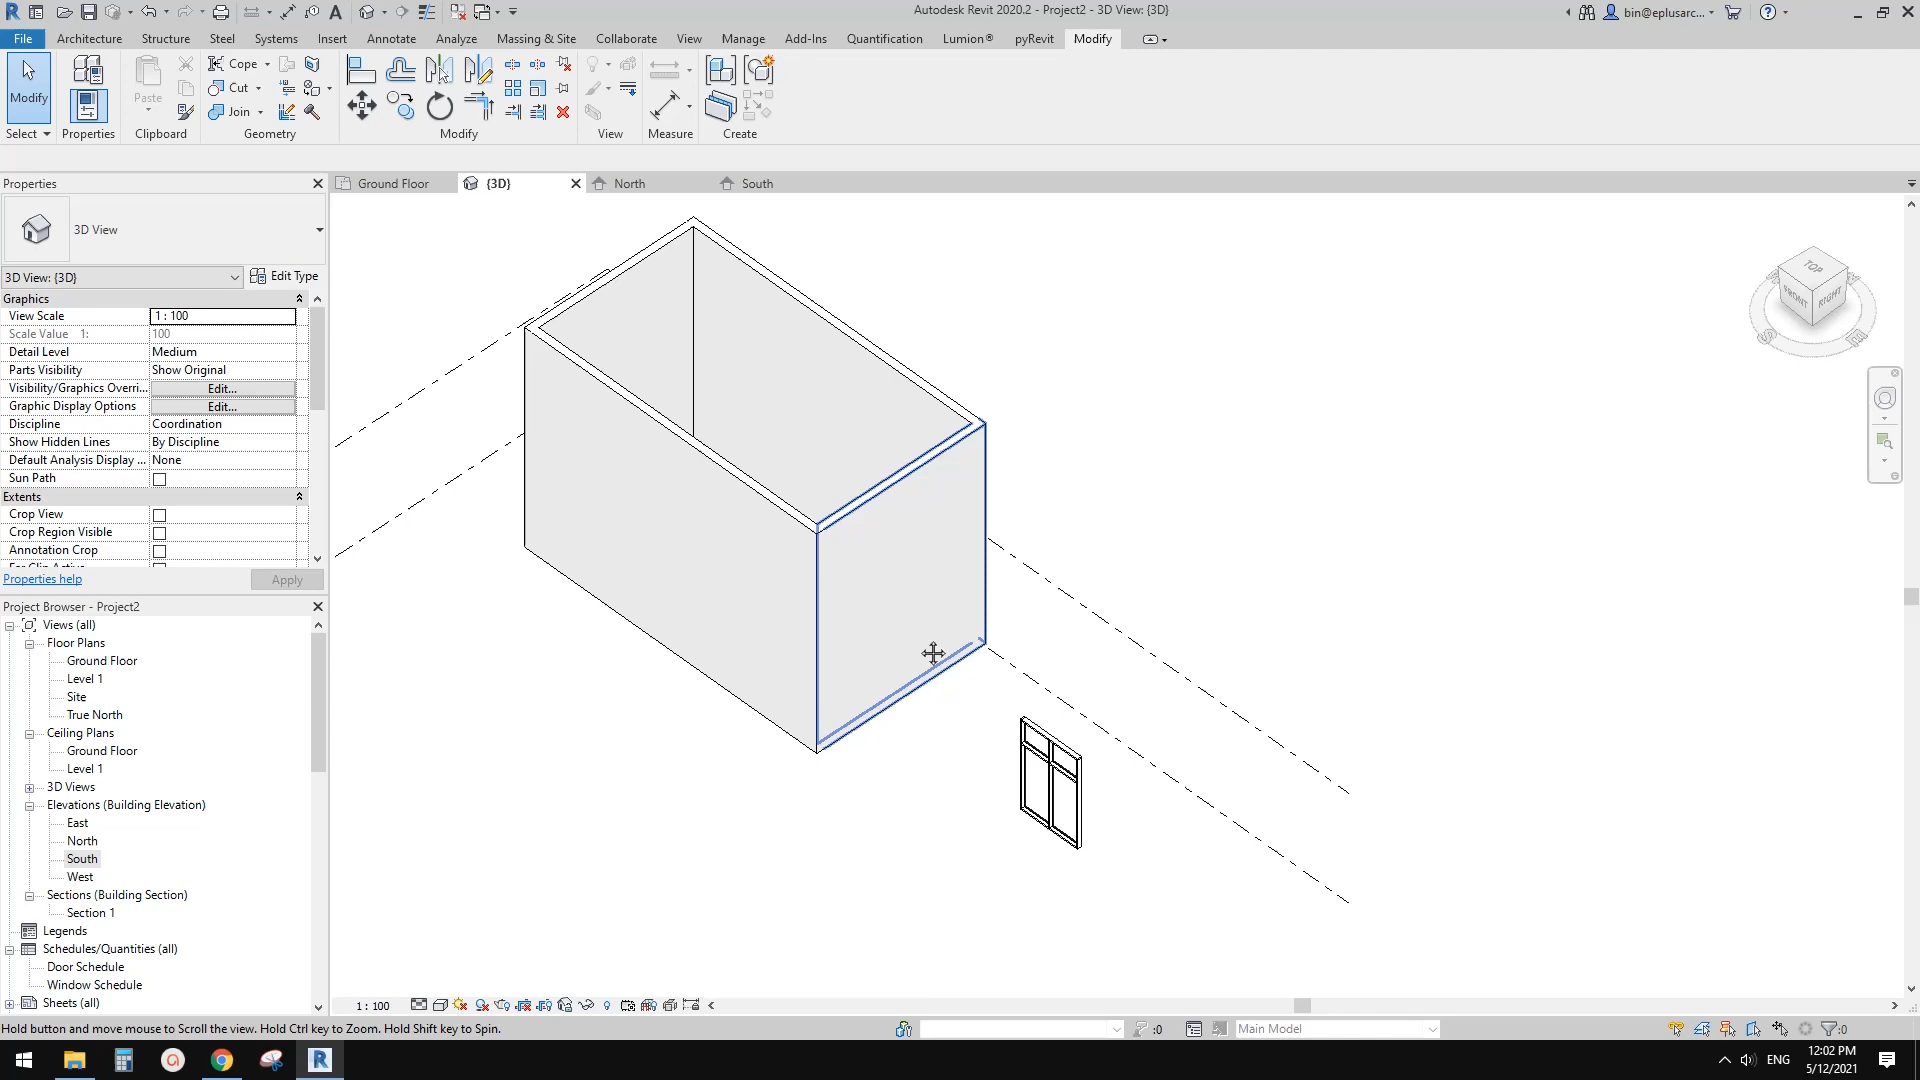 Autodesk Revit 2020.2 - Project2 - 3D View: {3D}
bin@eplusarc...
File Architecture Structure Steel Systems Insert Annotate Analyze Massing & Site Collaborate View Manage Add-Ins Quantification Lumion® pyRevit Modify
Modify
Paste
Cope
Cut
Join
Select Properties Clipboard Geometry Modify View Measure Create
Properties
Ground Floor {3D} North South
3D View
3D View: {3D} Edit Type
Graphics
View Scale 1 : 100
Scale Value 1: 100
Detail Level Medium
Parts Visibility Show Original
Visibility/Graphics Overri... Edit...
Graphic Display Options Edit...
Discipline Coordination
Show Hidden Lines By Discipline
Default Analysis Display ... None
Sun Path
Extents
Crop View
Crop Region Visible
Annotation Crop
Properties help Apply
Project Browser - Project2
Views (all)
Floor Plans
Ground Floor
Level 1
Site
True North
Ceiling Plans
Ground Floor
Level 1
3D Views
Elevations (Building Elevation)
East
North
South
West
Sections (Building Section)
Section 1
Legends
Schedules/Quantities (all)
Door Schedule
Window Schedule
Sheets (all)
TOP
FRONT RIGHT
S E
1 : 100
Hold button and move mouse to Scroll the view. Hold Ctrl key to Zoom. Hold Shift key to Spin.
:0
Main Model
:0
ENG
12:02 PM
5/12/2021